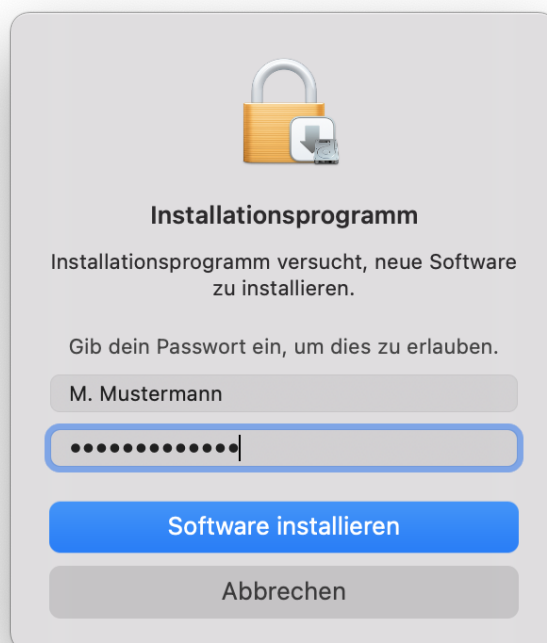 Installationsprogramm
Installationsprogramm versucht, neue Software
zu installieren.
Gib dein Passwort ein, um dies zu erlauben.
M. Mustermann
•••••••••••••
Software installieren
Abbrechen